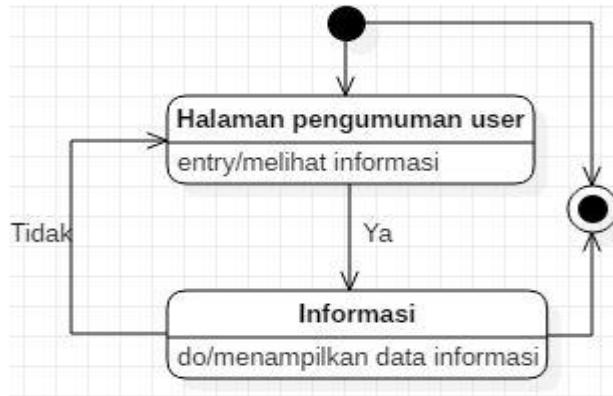 Halaman pengumuman user
entry/melihat informasi
Tidak
Ya
Informasi
do/menampilkan data informasi